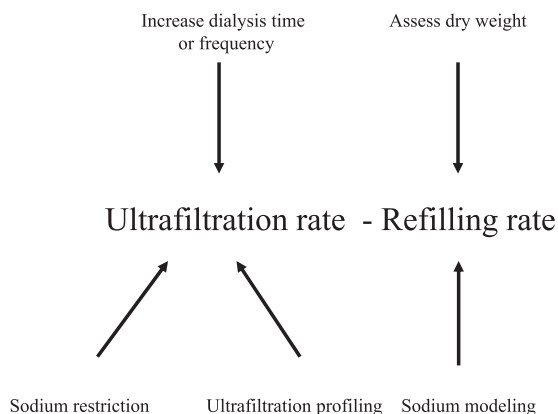 Increase dialysis time
or frequency
Assess dry weight
Ultrafiltration rate - Refilling rate
Sodium restriction
Ultrafiltration profiling
Sodium modeling